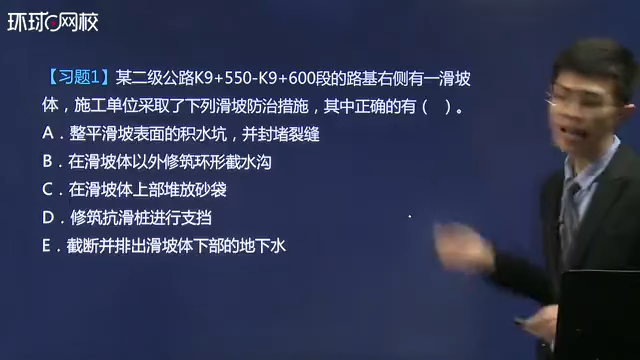 环球网校
【习题1】某二级公路K9+550-K9+600段的路基右侧有一滑坡
体，施工单位采取了下列滑坡防治措施，其中正确的有（ ）。
A．整平滑坡表面的积水坑，并封堵裂缝
B．在滑坡体以外修筑环形截水沟
C．在滑坡体上部堆放砂袋
D．修筑抗滑桩进行支挡
E．截断并排出滑坡体下部的地下水